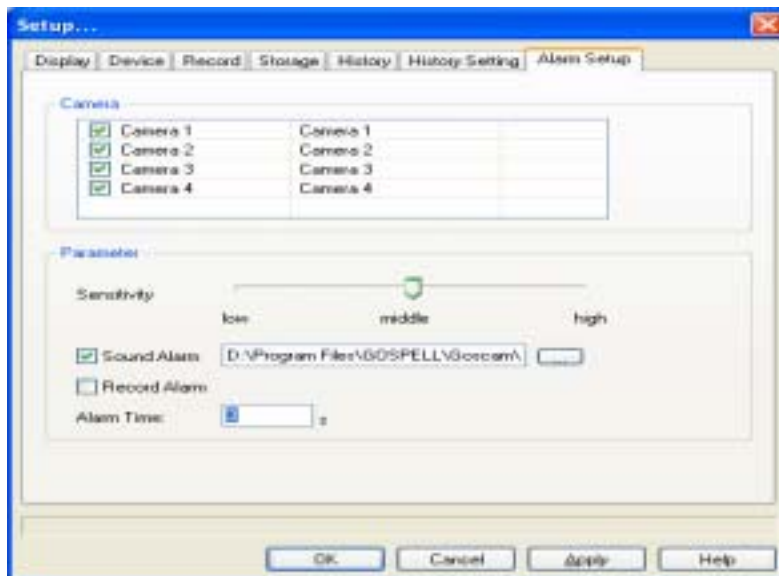 Setup...
Display Device Record Storage History History Setting Alarm Setup
Camera
Camera 1 Camera 1
Camera 2 Camera 2
Camera 3 Camera 3
Camera 4 Camera 4
Parameter
Sensitivity
low middle high
Sound Alarm D:\Program Files\GOSPELL\Goscam\ ...
Record Alarm
Alarm Time: s
OK Cancel Apply Help